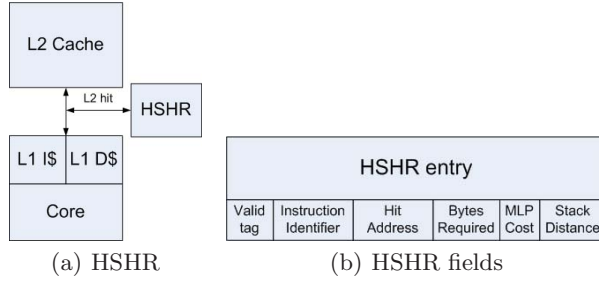 L2 Cache
L2 hit
HSHR
L1 I$ L1 D$
Core
(a) HSHR
HSHR entry
Valid tag
Instruction Identifier
Hit Address
Bytes Required
MLP Cost
Stack Distance
(b) HSHR fields